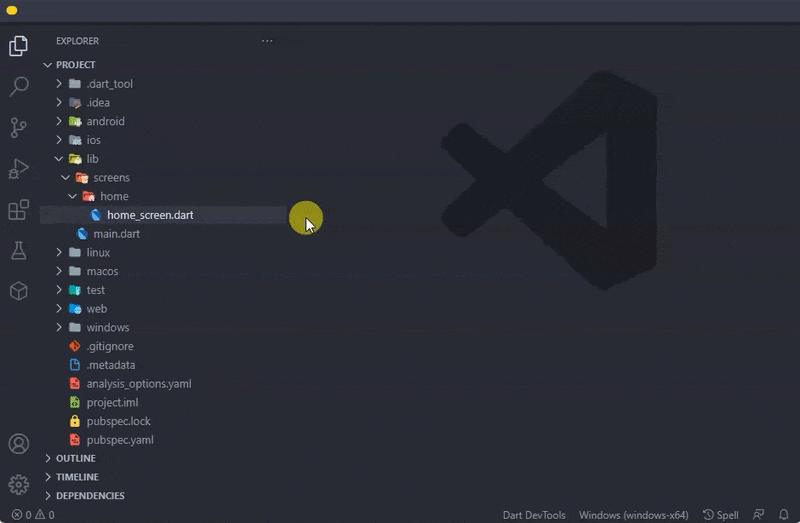 EXPLORER ···
PROJECT
.dart_tool
.idea
android
ios
lib
screens
home
home_screen.dart
main.dart
linux
macos
test
web
windows
.gitignore
.metadata
analysis_options.yaml
project.iml
pubspec.lock
pubspec.yaml
OUTLINE
TIMELINE
DEPENDENCIES
0 0 Dart DevTools Windows (windows-x64) Spell